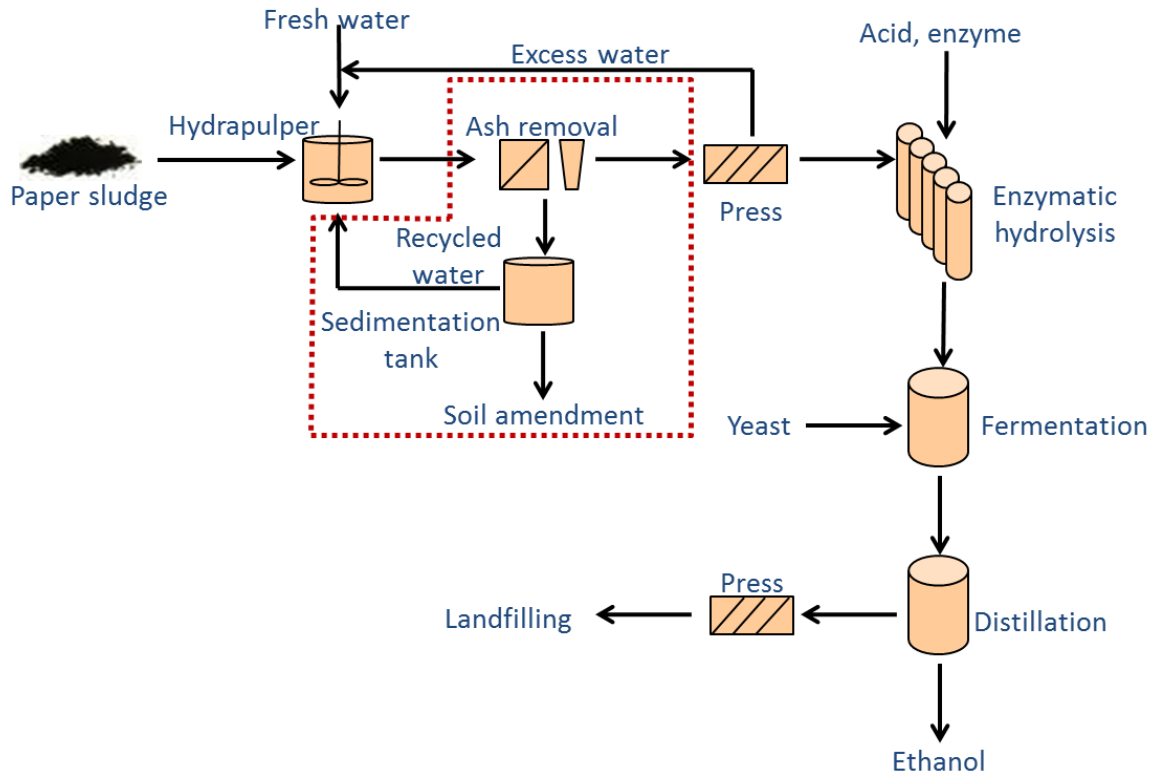 Fresh water
Acid, enzyme
Excess water
Hydrapulper
Ash removal
Paper sludge
Press
Enzymatic
hydrolysis
Recycled
water
Sedimentation
tank
Soil amendment
Yeast
Fermentation
Press
Landfilling
Distillation
Ethanol